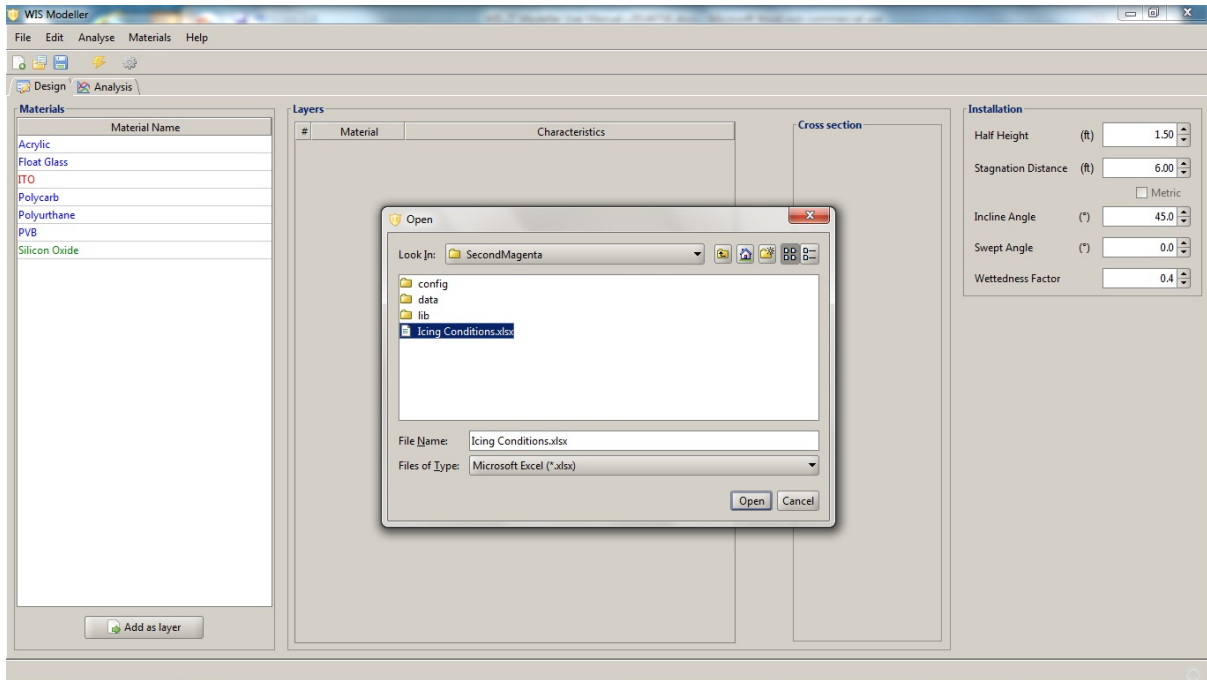 WIS Modeller
File Edit Analyse Materials Help
Design Analysis
Materials
Material Name
Acrylic
Float Glass
ITO
Polycarb
Polyurthane
PVB
Silicon Oxide
Add as layer
Layers
# Material Characteristics
Cross section
Installation
Half Height (ft) 1.50
Stagnation Distance (ft) 6.00
Metric
Incline Angle (°) 45.0
Swept Angle (°) 0.0
Wettedness Factor 0.4
Open
Look In: SecondMagenta
config
data
lib
Icing Conditions.xlsx
File Name: Icing Conditions.xlsx
Files of Type: Microsoft Excel (*.xlsx)
Open Cancel